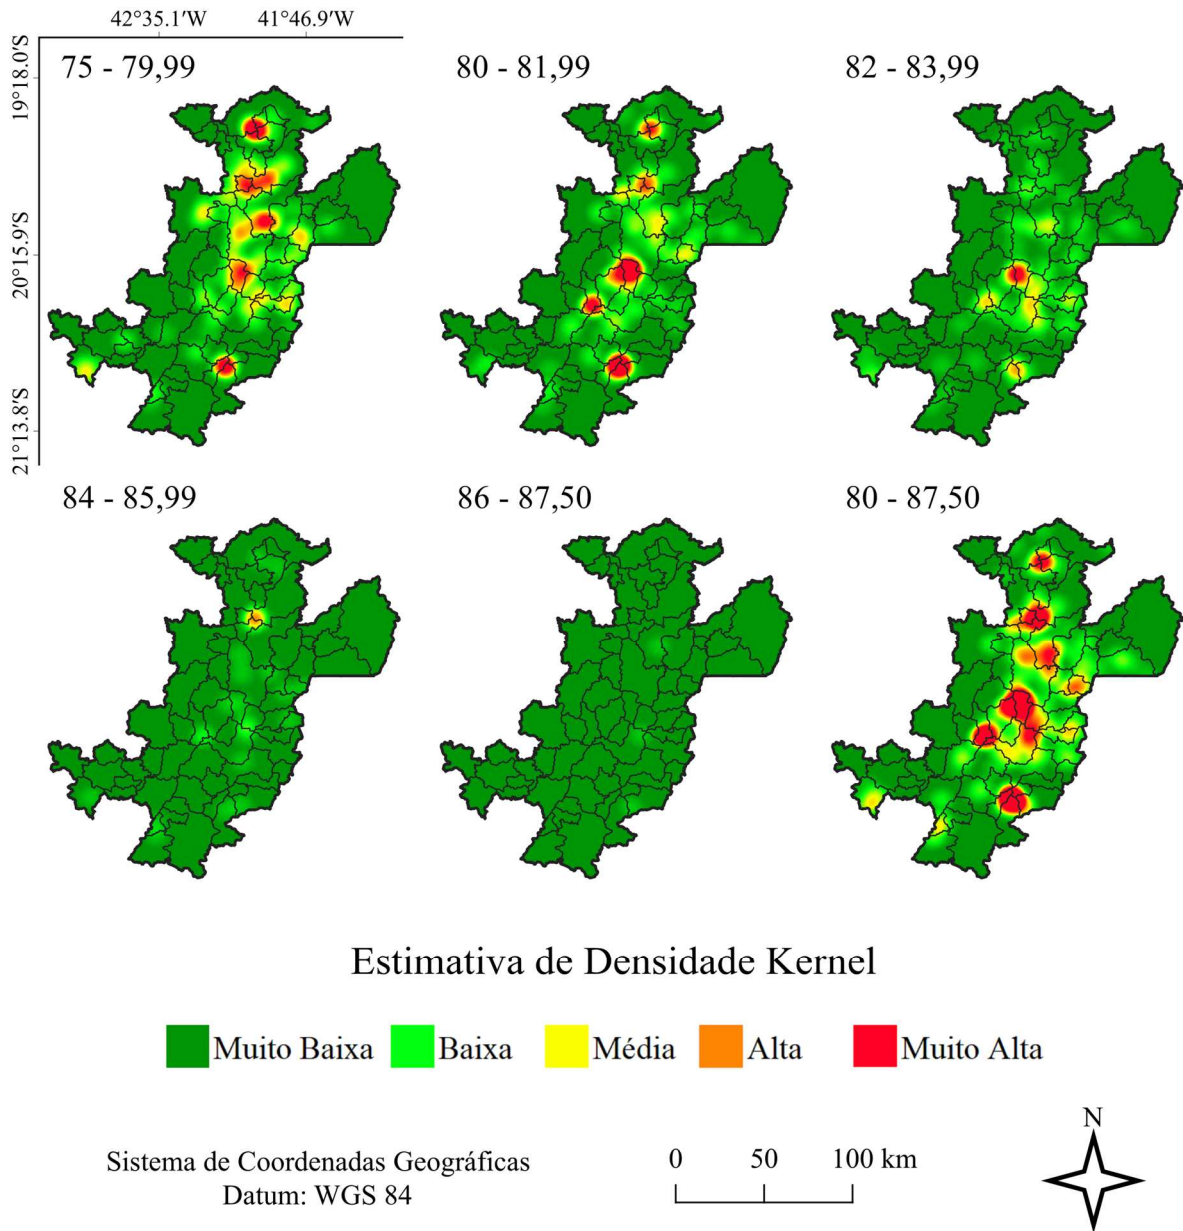 42°35.1'W 41°46.9'W
19°18.0'S
20°15.9'S
21°13.8'S
75 - 79,99
80 - 81,99
82 - 83,99
84 - 85,99
86 - 87,50
80 - 87,50
Estimativa de Densidade Kernel
Muito Baixa Baixa Média Alta Muito Alta
N
Sistema de Coordenadas Geográficas
Datum: WGS 84
0 50 100 km